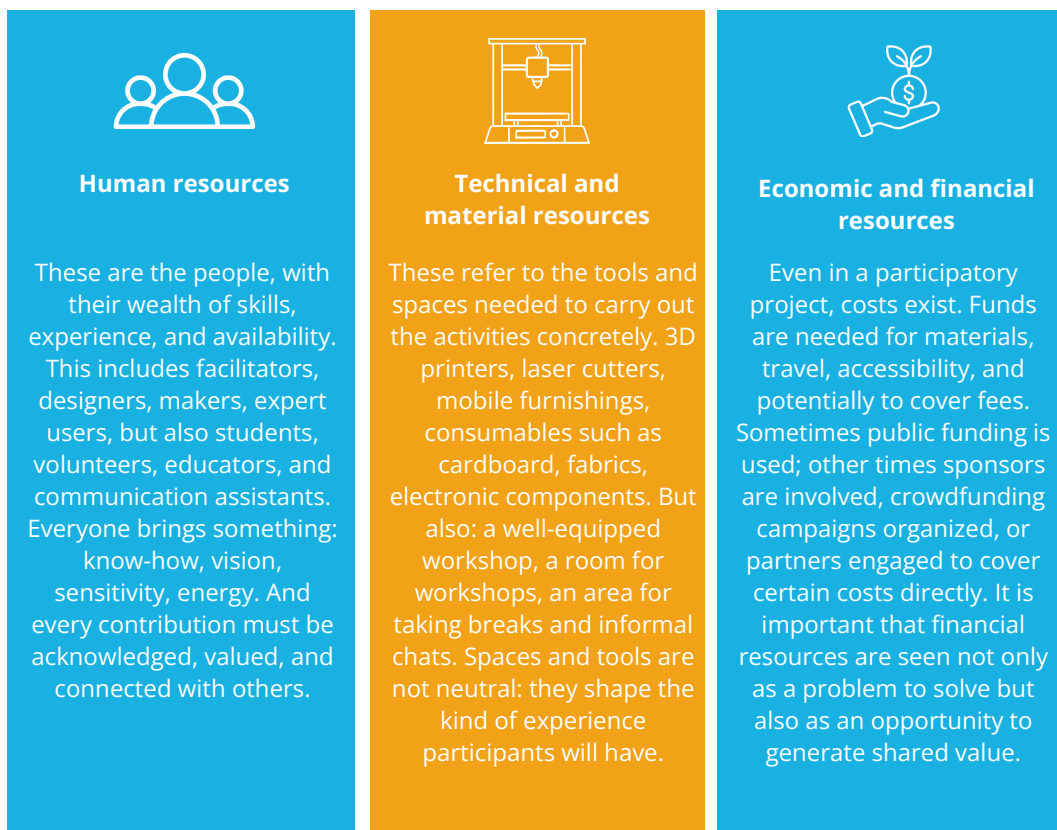 Human resources
These are the people, with
their wealth of skills,
experience, and availability.
This includes facilitators,
designers, makers, expert
users, but also students,
volunteers, educators, and
communication assistants.
Everyone brings something:
know-how, vision,
sensitivity, energy. And
every contribution must be
acknowledged, valued, and
connected with others.
Technical and
material resources
These refer to the tools and
spaces needed to carry out
the activities concretely. 3D
printers, laser cutters,
mobile furnishings,
consumables such as
cardboard, fabrics,
electronic components. But
also: a well-equipped
workshop, a room for
workshops, an area for
taking breaks and informal
chats. Spaces and tools are
not neutral: they shape the
kind of experience
participants will have.
$
Economic and financial
resources
Even in a participatory
project, costs exist. Funds
are needed for materials,
travel, accessibility, and
potentially to cover fees.
Sometimes public funding is
used; other times sponsors
are involved, crowdfunding
campaigns organized, or
partners engaged to cover
certain costs directly. It is
important that financial
resources are seen not only
as a problem to solve but
also as an opportunity to
generate shared value.